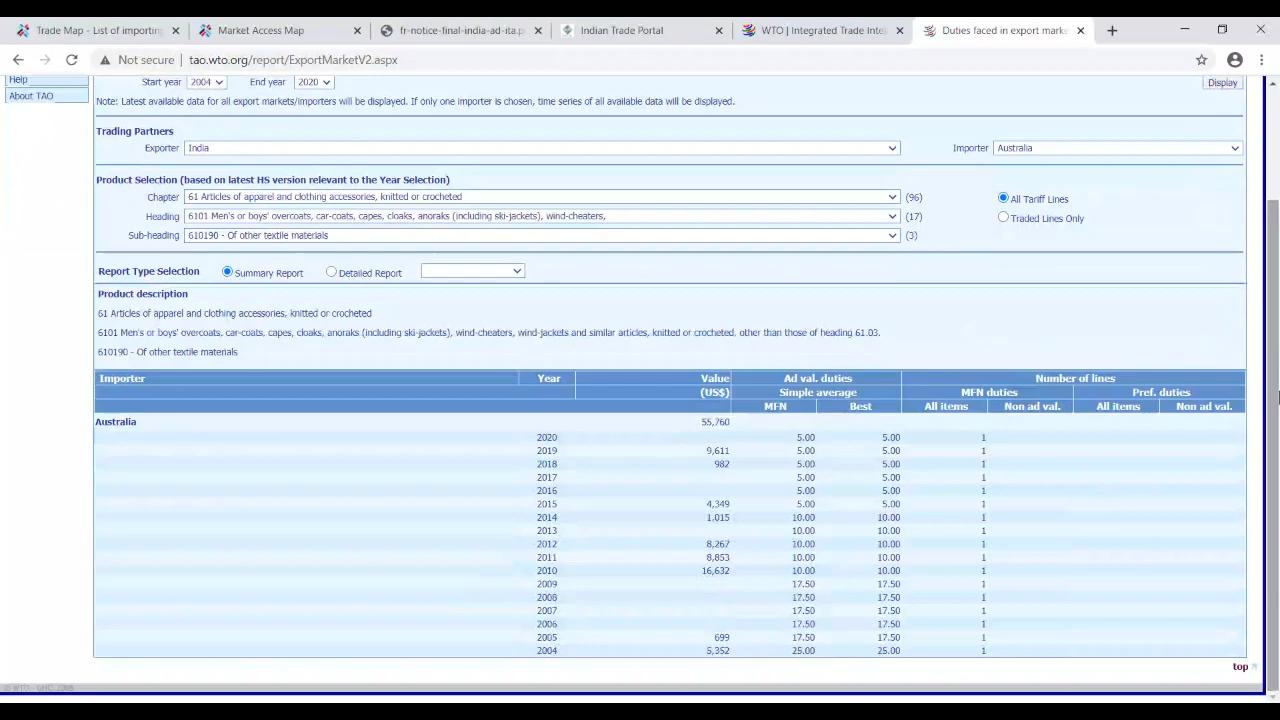 Trade Map - List of importin
Market Access Map
fr-notice-final-india-ad-ita.p
Indian Trade Portal
WTO | Integrated Trade Intel
Duties faced in export marke
Not secure
tao.wto.org/report/ExportMarketV2.aspx
Help
Start year 2004 End year 2020 Display
About TAO
Note: Latest available data for all export markets/importers will be displayed. If only one importer is chosen, time series of all available data will be displayed.
Trading Partners
Exporter India Importer Australia
Product Selection (based on latest HS version relevant to the Year Selection)
Chapter 61 Articles of apparel and clothing accessories, knitted or crocheted (96) All Tariff Lines
Heading 6101 Men's or boys' overcoats, car-coats, capes, cloaks, anoraks (including ski-jackets), wind-cheaters, (17) Traded Lines Only
Sub-heading 610190 - Of other textile materials (3)
Report Type Selection Summary Report Detailed Report
Product description
61 Articles of apparel and clothing accessories, knitted or crocheted
6101 Men's or boys' overcoats, car-coats, capes, cloaks, anoraks (including ski-jackets), wind-cheaters, wind-jackets and similar articles, knitted or crocheted, other than those of heading 61.03.
610190 - Of other textile materials
Importer Year Value Ad val. duties Number of lines
(US$) Simple average MFN duties Pref. duties
MFN Best All items Non ad val. All items Non ad val.
Australia 55,760
2020 5.00 5.00 1
2019 9,611 5.00 5.00 1
2018 982 5.00 5.00 1
2017 5.00 5.00 1
2016 5.00 5.00 1
2015 4,349 5.00 5.00 1
2014 1,015 10.00 10.00 1
2013 10.00 10.00 1
2012 8,267 10.00 10.00 1
2011 8,853 10.00 10.00 1
2010 16,632 10.00 10.00 1
2009 17.50 17.50 1
2008 17.50 17.50 1
2007 17.50 17.50 1
2006 17.50 17.50 1
2005 699 17.50 17.50 1
2004 5,352 25.00 25.00 1
top